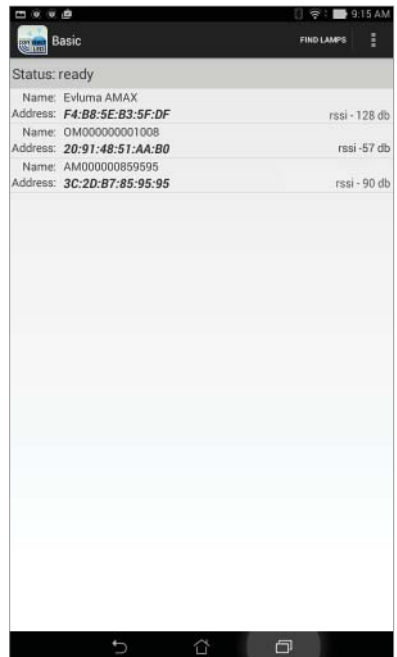 9:15 AM
Basic
FIND LAMPS
Status: ready
Name: Evluma AMAX
Address: F4:B8:5E:B3:5F:DF rssi - 128 db
Name: OM000000001008
Address: 20:91:48:51:AA:B0 rssi -57 db
Name: AM000000859595
Address: 3C:2D:B7:85:95:95 rssi - 90 db